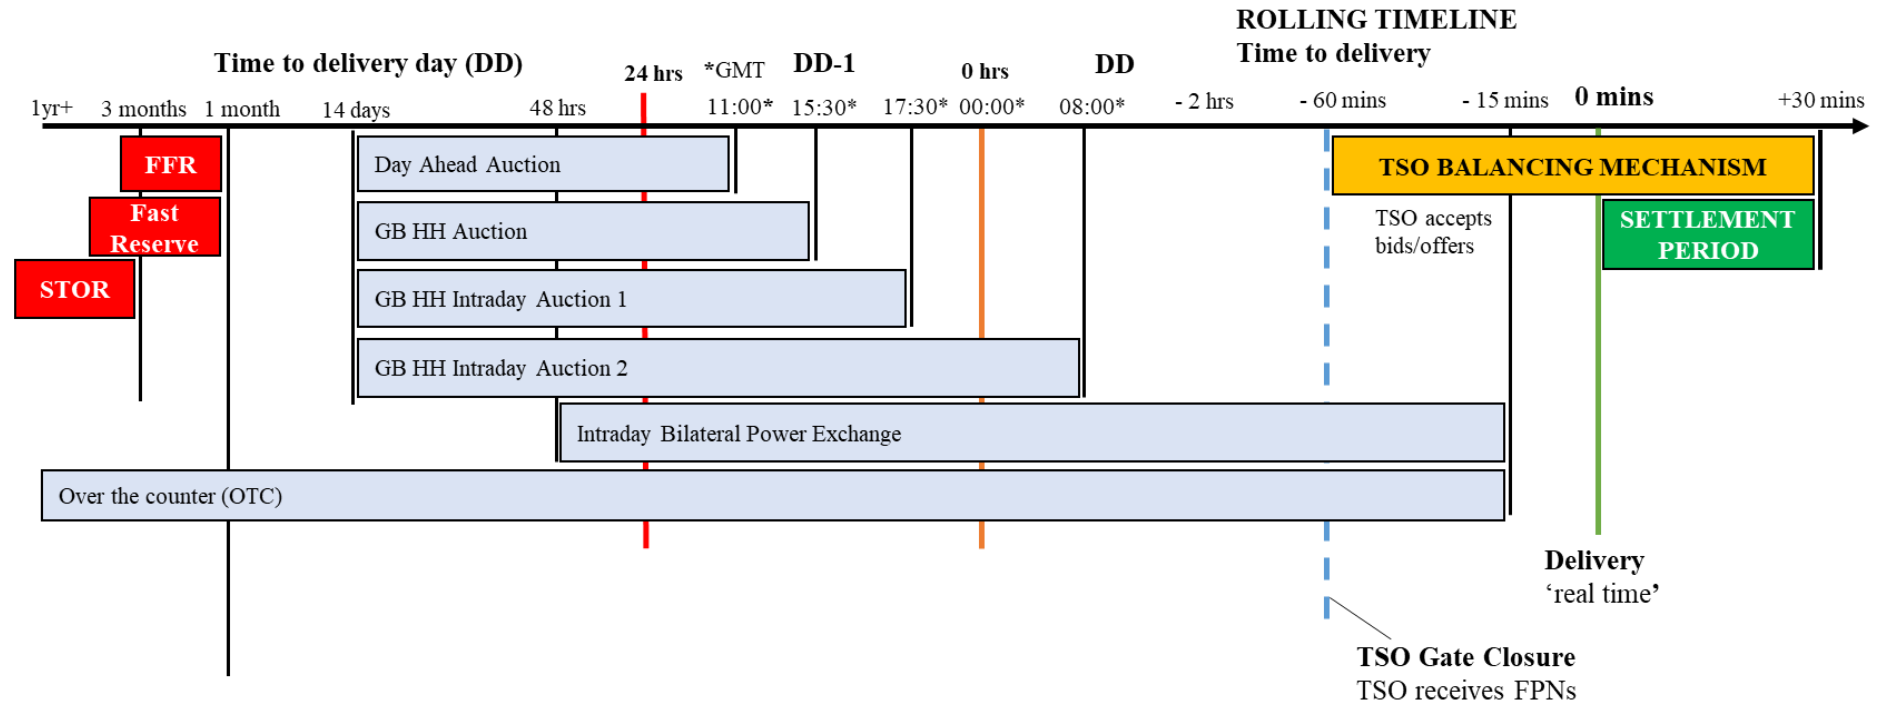 ROLLING TIMELINE
Time to delivery
Time to delivery day (DD)
24 hrs
*GMT
DD-1
0 hrs
DD
1yr+
3 months
1 month
14 days
48 hrs
11:00*
15:30*
17:30*
00:00*
08:00*
- 2 hrs
- 60 mins
- 15 mins
0 mins
+30 mins
FFR
Day Ahead Auction
TSO BALANCING MECHANISM
Fast
Reserve
GB HH Auction
TSO accepts
bids/offers
SETTLEMENT
PERIOD
STOR
GB HH Intraday Auction 1
GB HH Intraday Auction 2
Intraday Bilateral Power Exchange
Over the counter (OTC)
Delivery
‘real time’
TSO Gate Closure
TSO receives FPNs